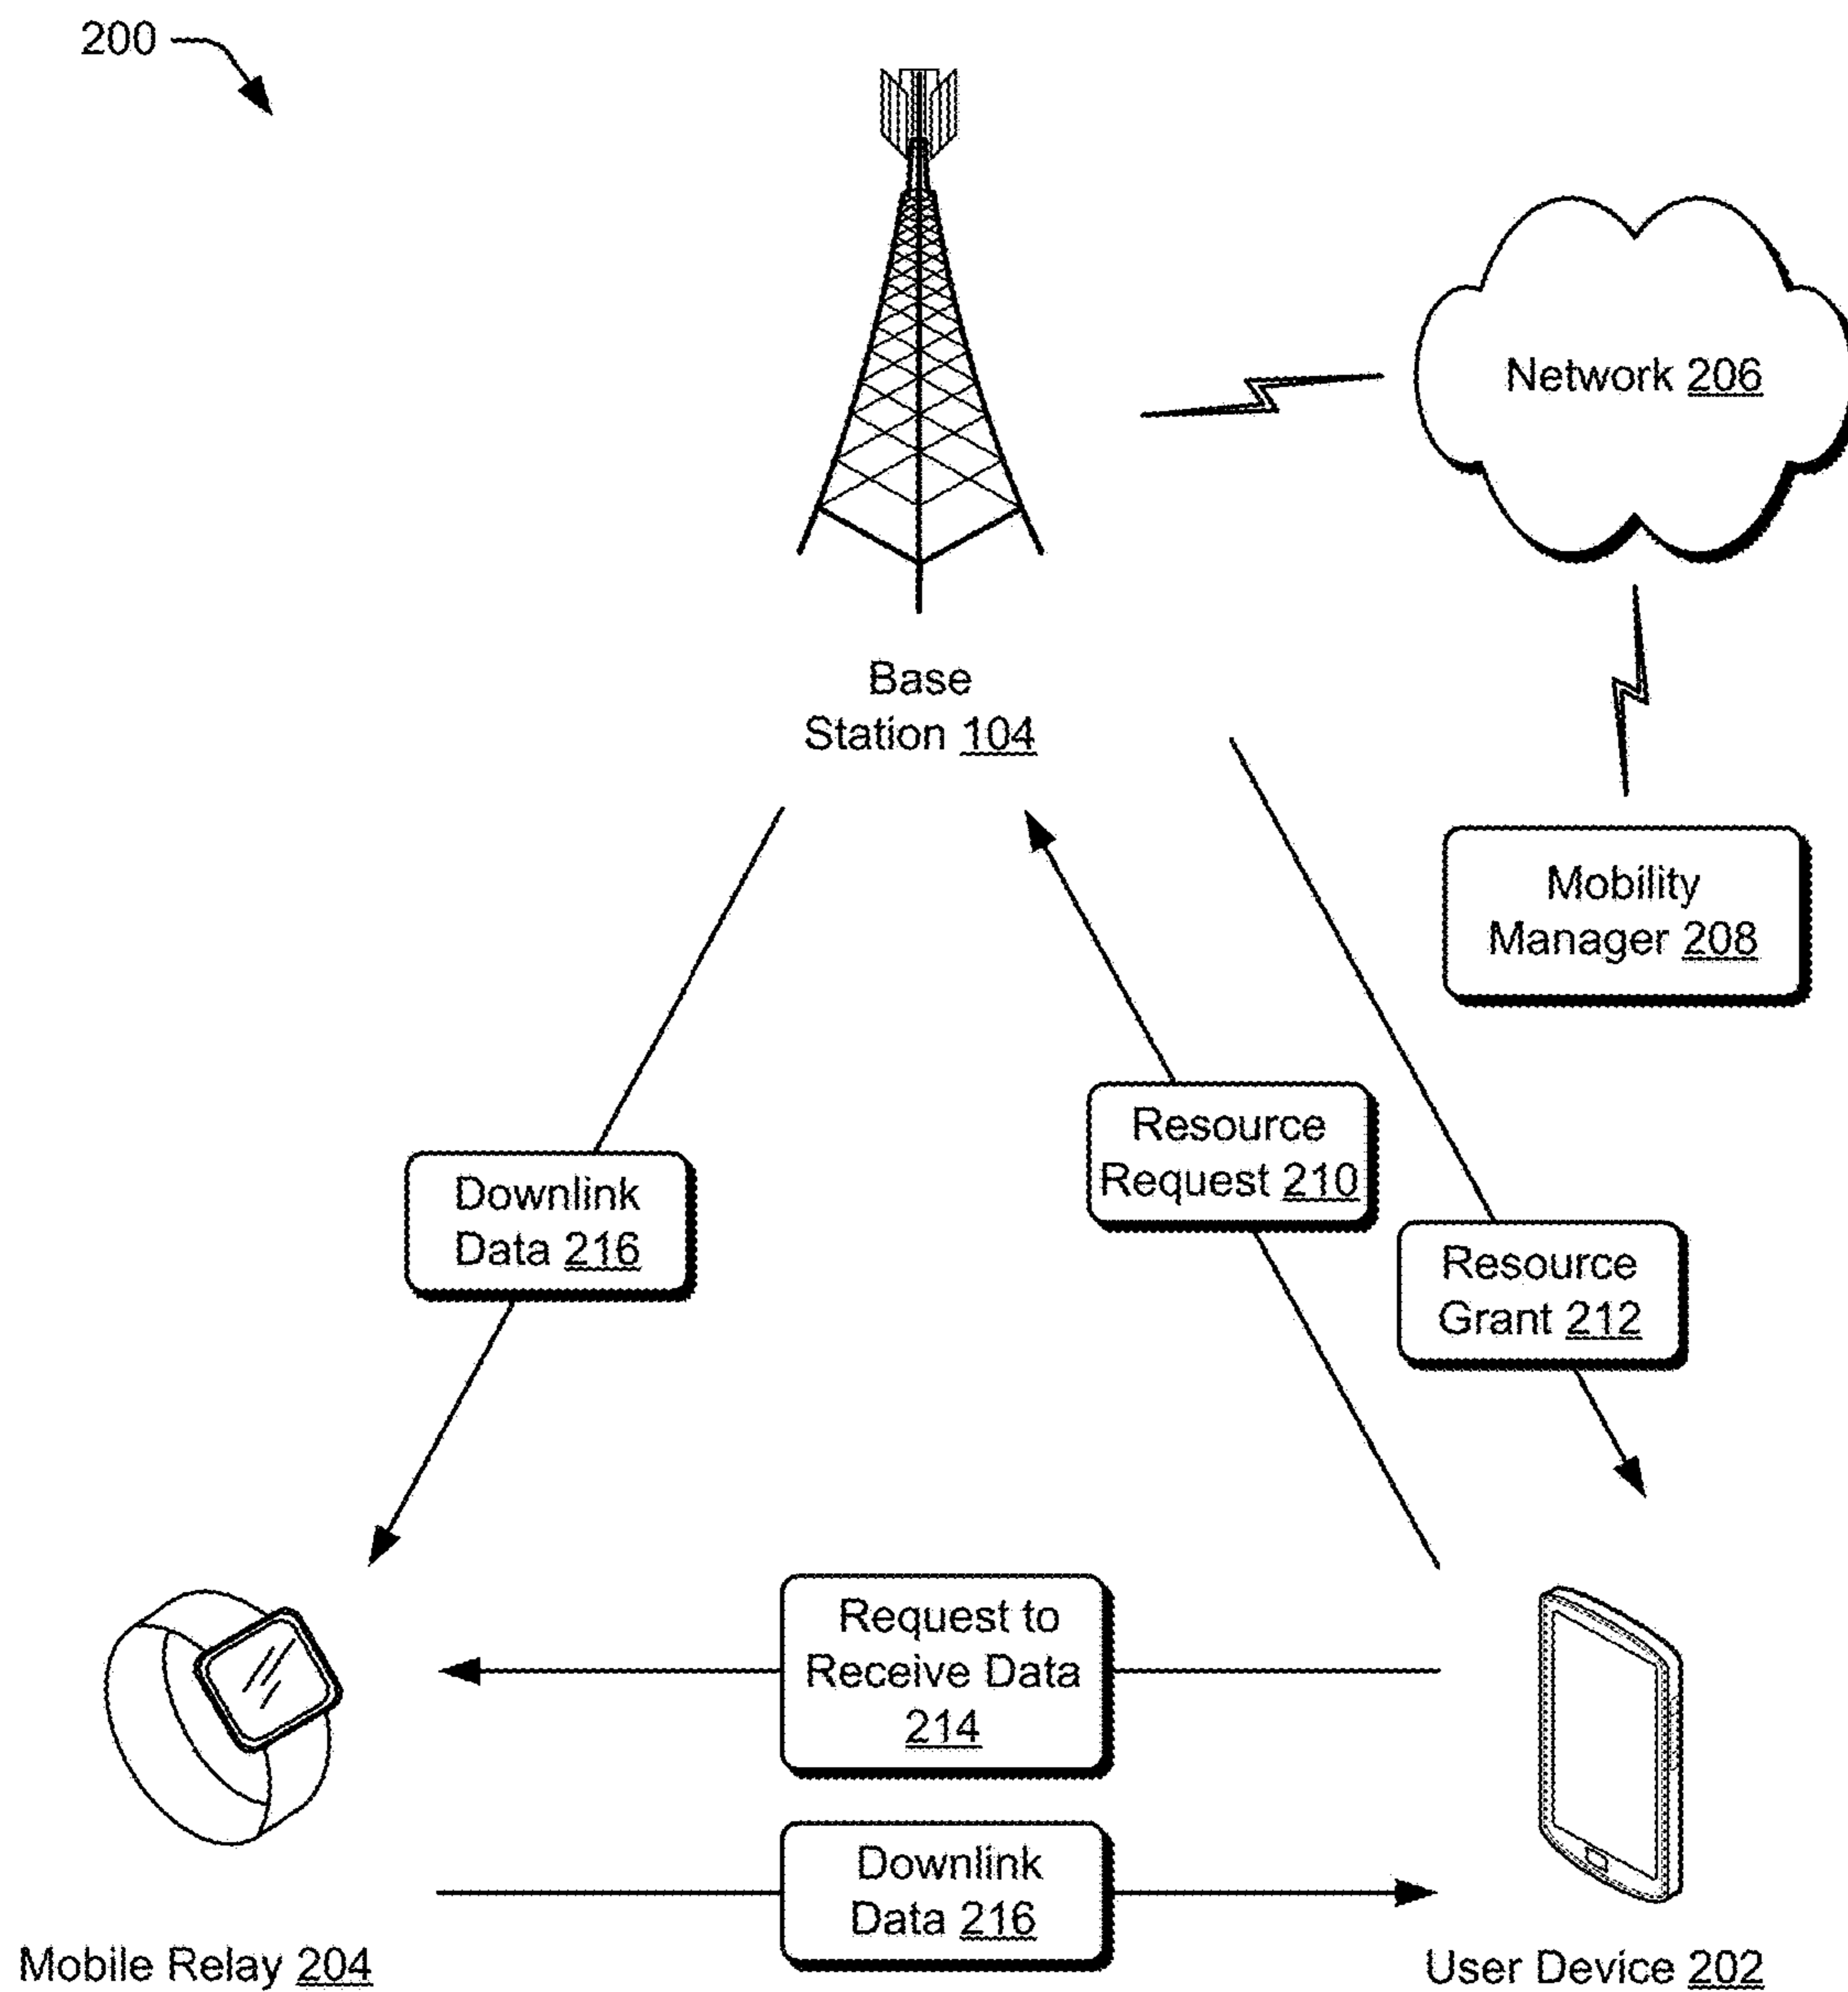 200
Network 206
Base
Station 104
Mobility
Manager 208
Resource
Request 210
Downlink
Data 216
Resource
Grant 212
Request to
Receive Data
214
Downlink
Data 216
Mobile Relay 204
User Device 202